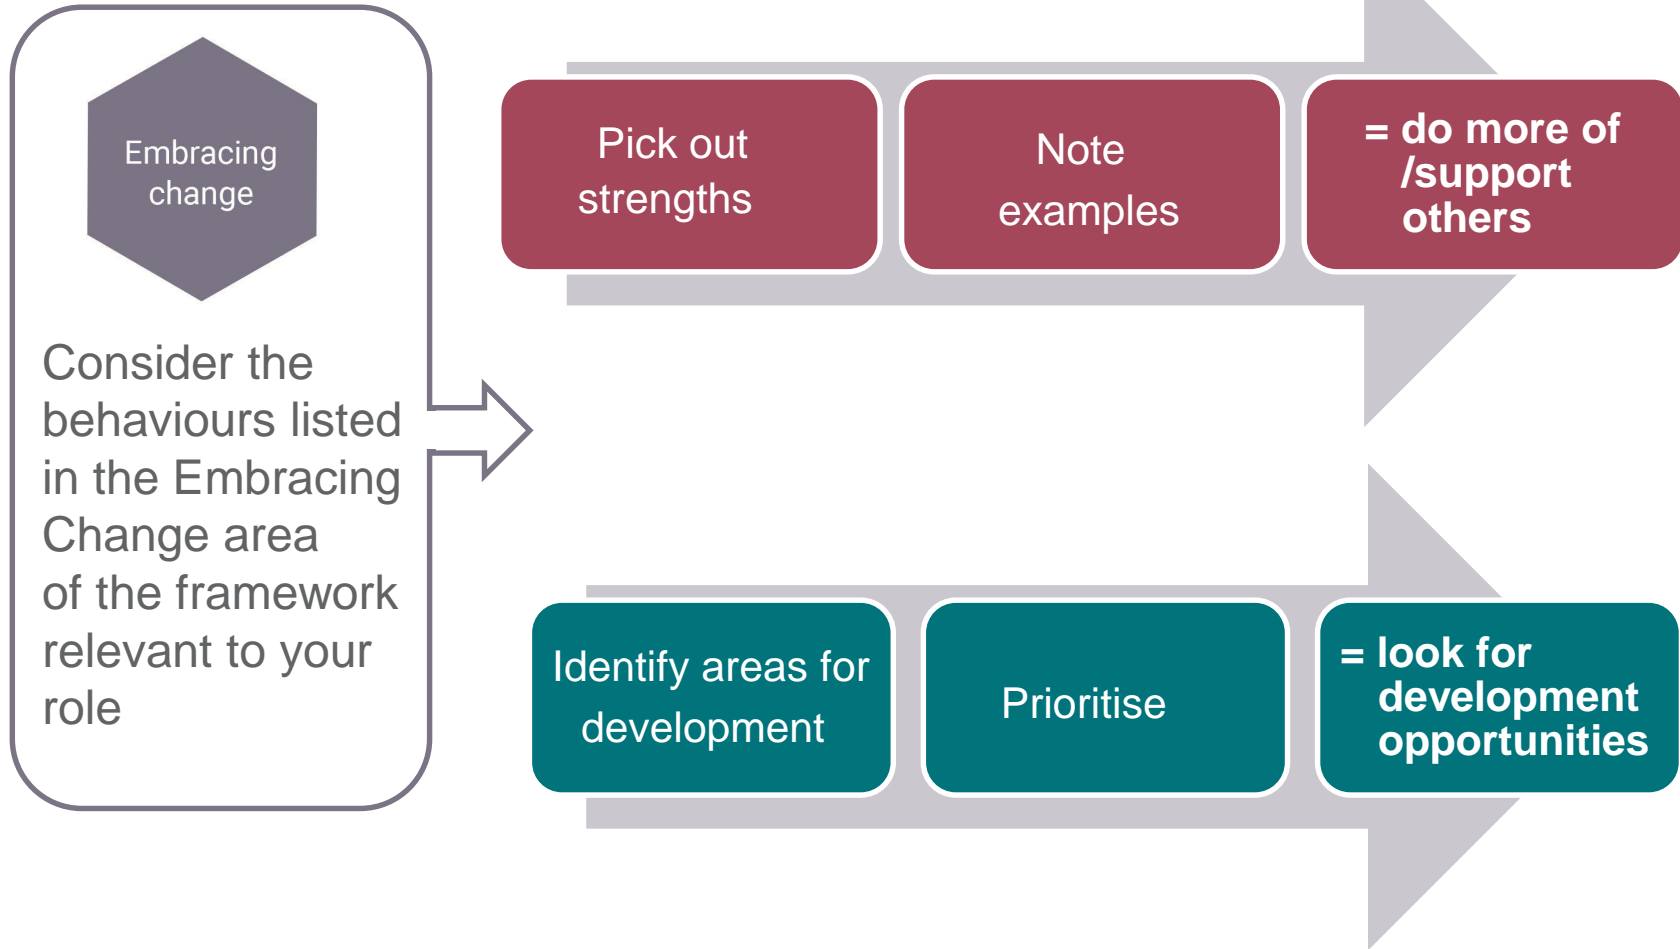 Embracing
change
Consider the
behaviours listed
in the Embracing
Change area
of the framework
relevant to your
role
Pick out
strengths
Note
examples
= do more of
/support
others
Identify areas for
development
Prioritise
= look for
development
opportunities